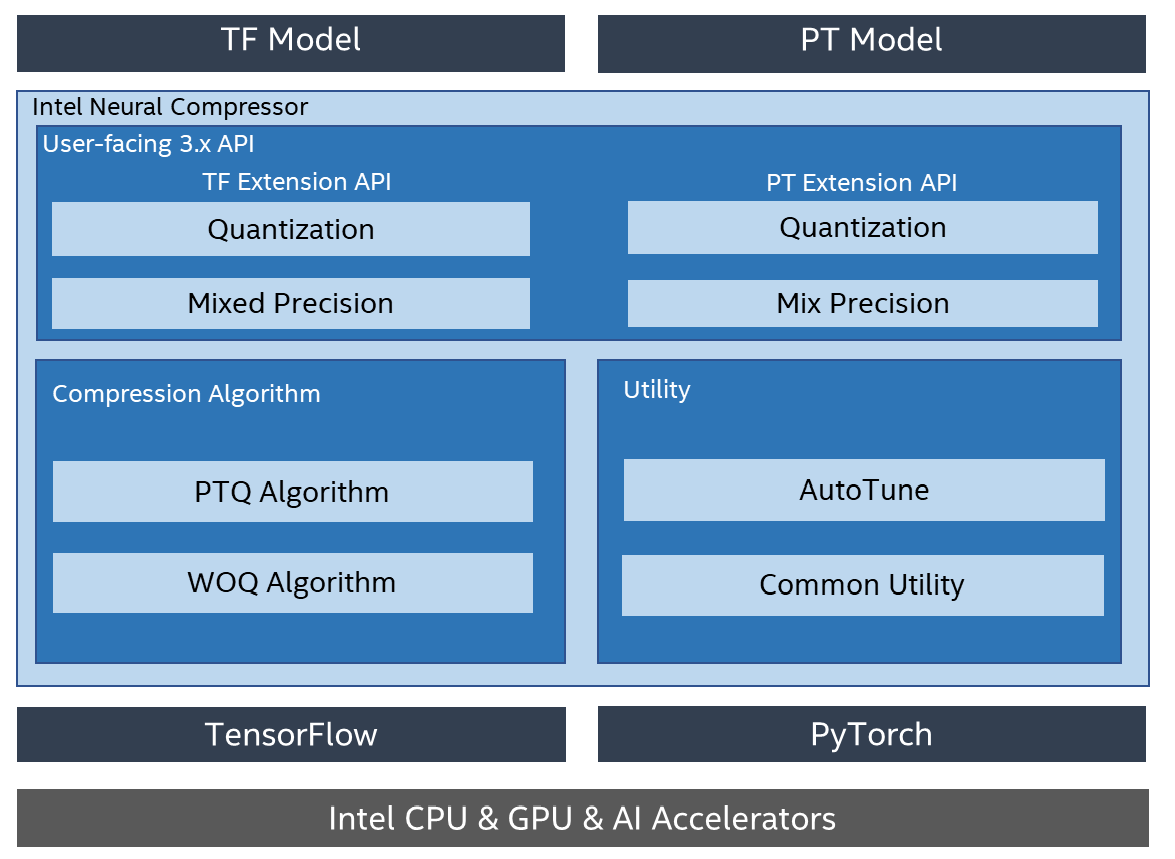 TF Model
PT Model
Intel Neural Compressor
User-facing 3.x API
TF Extension API
PT Extension API
Quantization
Quantization
Mixed Precision
Mix Precision
Compression Algorithm
Utility
PTQ Algorithm
AutoTune
WOQ Algorithm
Common Utility
TensorFlow
PyTorch
Intel CPU & GPU & AI Accelerators